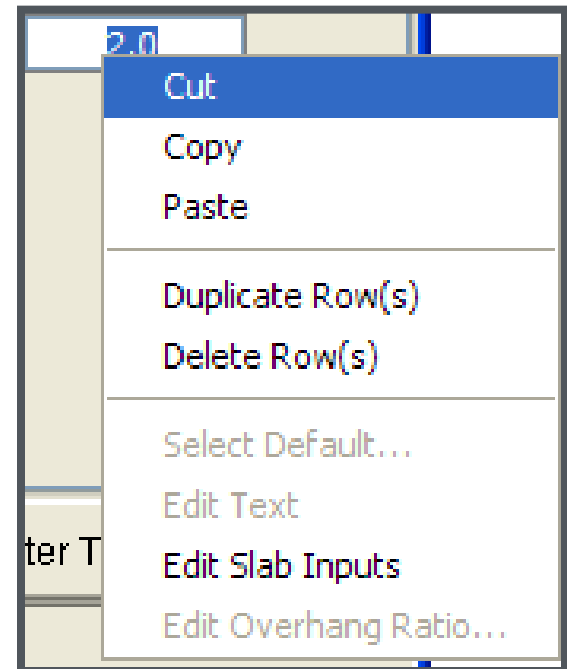 2.0
Cut
Copy
Paste
Duplicate Row(s)
Delete Row(s)
Select Default...
Edit Text
ter T
Edit Slab Inputs
Edit Overhang Ratio...